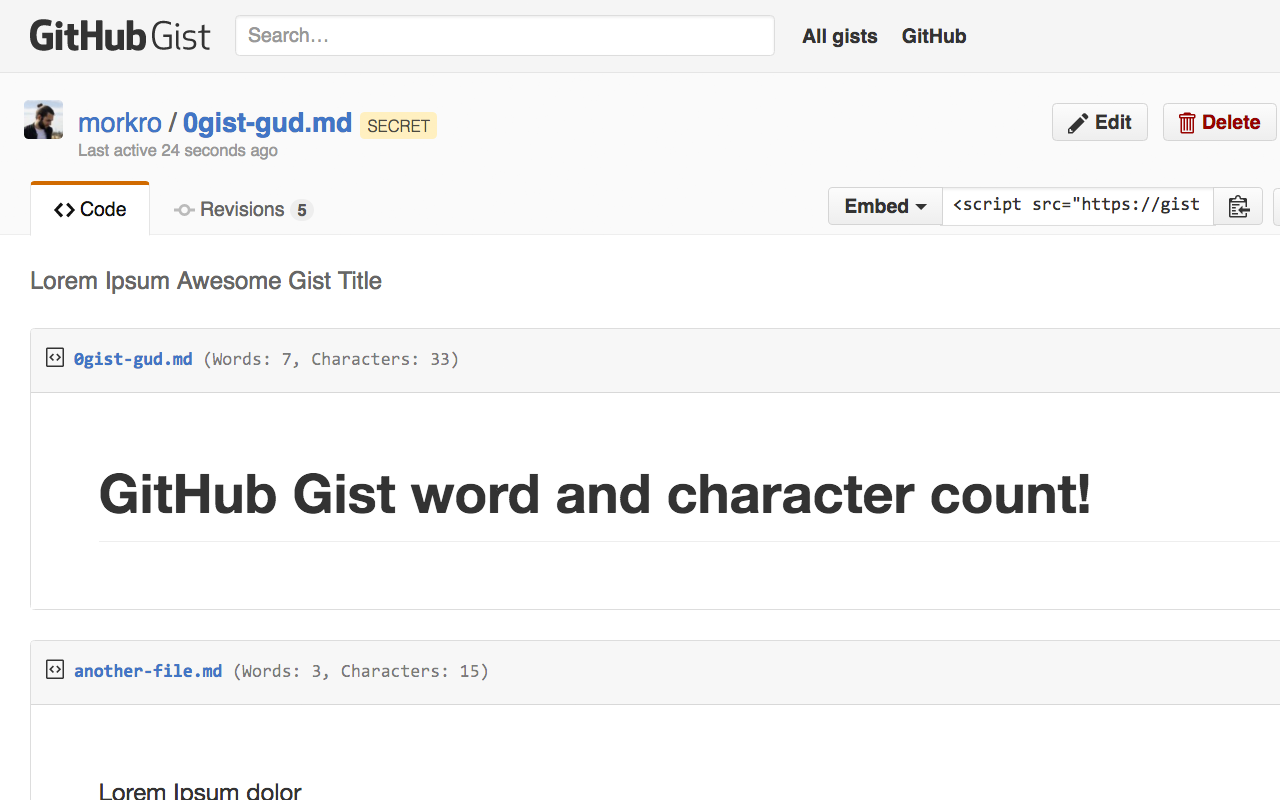 GitHub Gist Search… All gists GitHub
morkro / 0gist-gud.md SECRET Edit Delete
Last active 24 seconds ago
Code Revisions 5 Embed <script src="https://gist
Lorem Ipsum Awesome Gist Title
0gist-gud.md (Words: 7, Characters: 33)
GitHub Gist word and character count!
another-file.md (Words: 3, Characters: 15)
Lorem Ipsum dolor